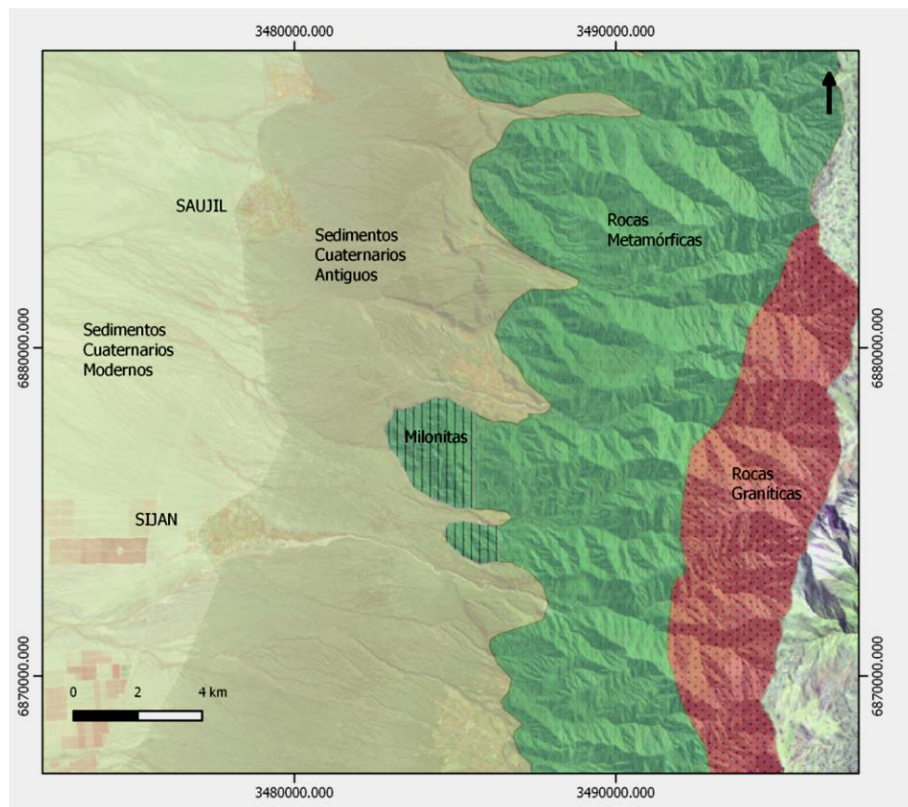 3480000.000
3490000.000
SAUJIL
Rocas
Metamórficas
Sedimentos
Cuaternarios
Antiguos
6880000.000
6880000.000
Sedimentos
Cuaternarios
Modernos
Milonitas
Rocas
Graníticas
SIJAN
6870000.000
6870000.000
0 2 4 km
3480000.000
3490000.000